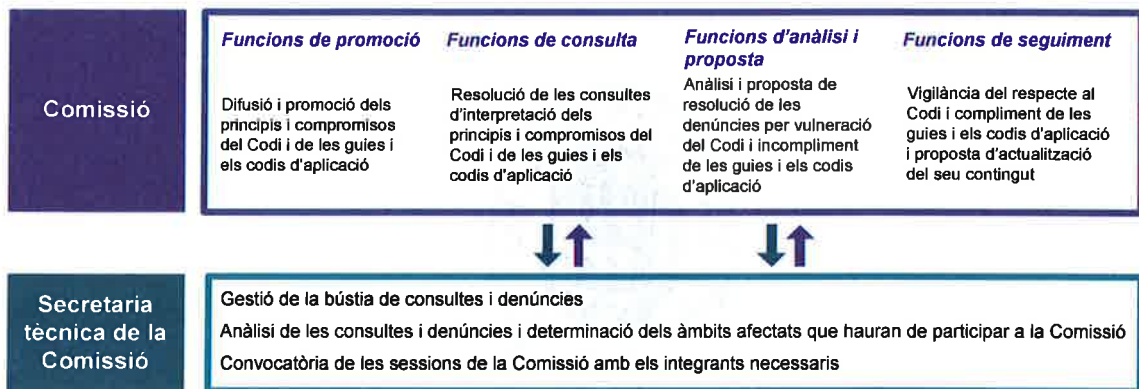 Comissió
Funcions de promoció
Difusió i promoció dels
principis i compromisos
del Codi i de les guies i
els codis d'aplicació
Funcions de consulta
Resolució de les consultes
d'interpretació dels
principis i compromisos del
Codi i de les guies i els
codis d'aplicació
Funcions d'anàlisi i
proposta
Anàlisi i proposta de
resolució de les
denúncies per vulneració
del Codi i incompliment
de les guies i els codis
d'aplicació
Funcions de seguiment
Vigilància del respecte al
Codi i compliment de les
guies i els codis d'aplicació
i proposta d'actualització
del seu contingut
Secretaria
tècnica de la
Comissió
Gestió de la bústia de consultes i denúncies
Anàlisi de les consultes i denúncies i determinació dels àmbits afectats que hauran de participar a la Comissió
Convocatòria de les sessions de la Comissió amb els integrants necessaris